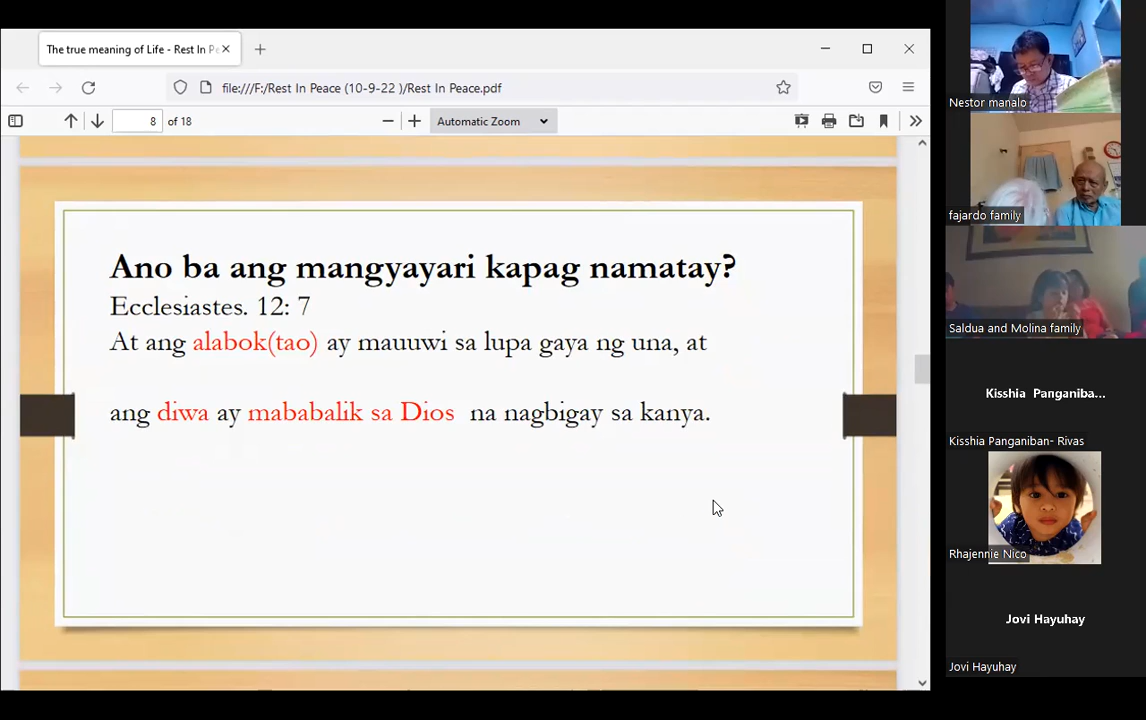 The true meaning of Life - Rest In Pe
file:///F:/Rest In Peace (10-9-22 )/Rest In Peace.pdf
8 of 18
Automatic Zoom
Ano ba ang mangyayari kapag namatay?
Ecclesiastes. 12: 7
At ang alabok(tao) ay mauuwi sa lupa gaya ng una, at
ang diwa ay mababalik sa Dios na nagbigay sa kanya.
Nestor manalo
fajardo family
Saldua and Molina family
Kisshia Panganiba...
Kisshia Panganiban- Rivas
Rhajennie Nico
Jovi Hayuhay
Jovi Hayuhay